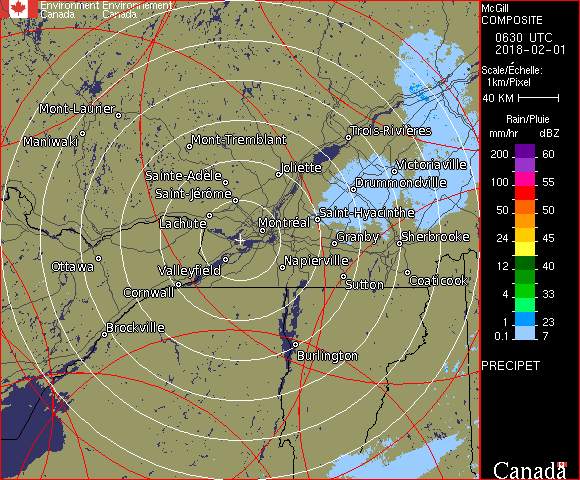 Environment Environnement
Canada Canada
McGill
COMPOSITE
0630 UTC
2018-02-01
Scale/Échelle:
1km/Pixel
40 KM
Rain/Pluie
mm/hr dBZ
200 60
100 55
50 50
24 45
12 40
4 33
1 23
0.1 7
PRECIPET
Canada
Mont-Laurier
Maniwaki
Mont-Tremblant
Trois-Rivières
Sainte-Adèle
Joliette
Victoriaville
Saint-Jérôme
Drummondville
Lachute
Montréal
Saint-Hyacinthe
Granby
Sherbrooke
Ottawa
Valleyfield
Napierville
Cornwall
Sutton
Coaticook
Brockville
Burlington